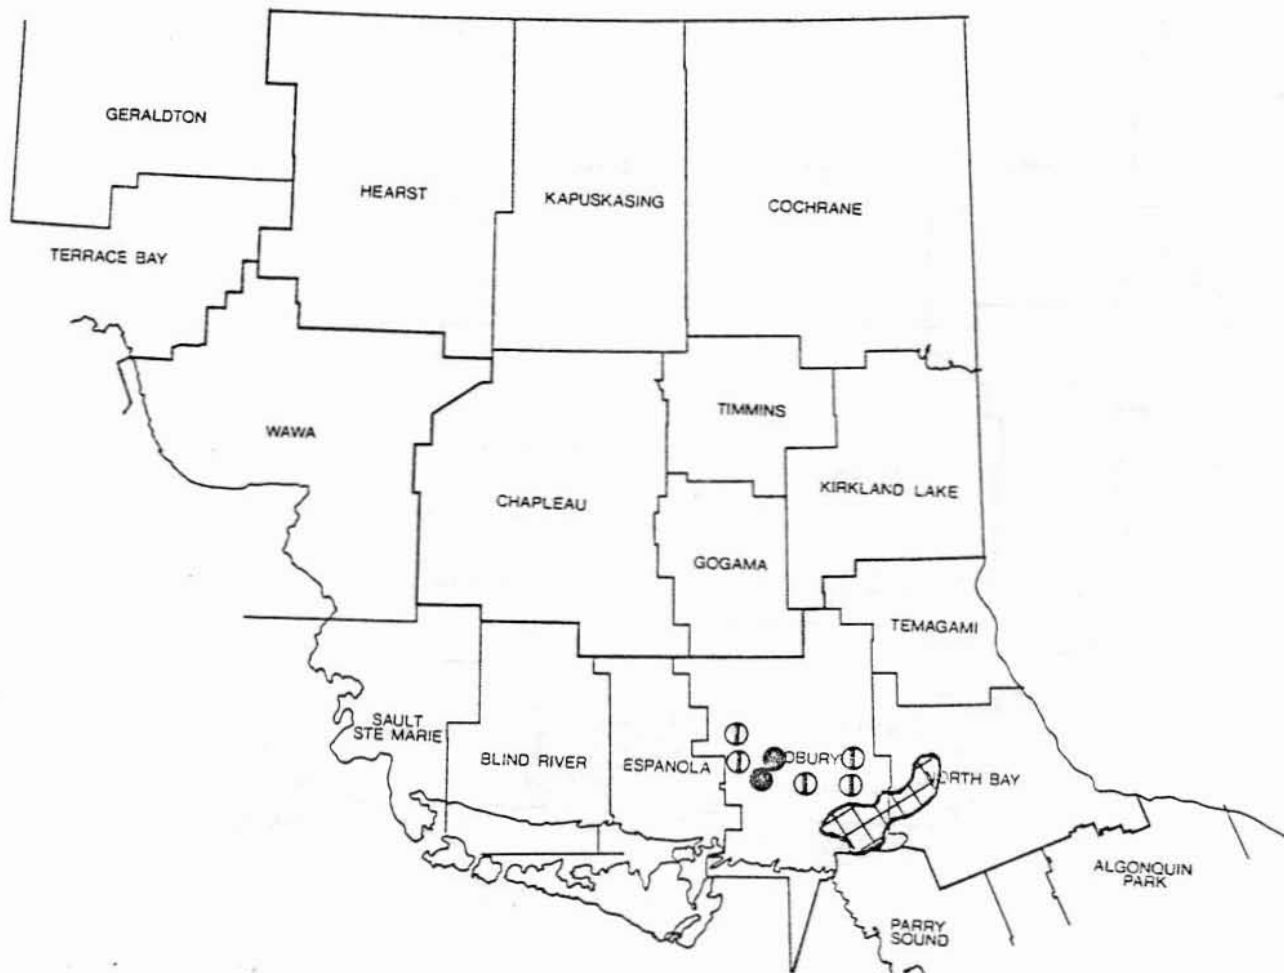 GERALDTON
HEARST
KAPUSKASING
COCHRANE
TERRACE BAY
TIMMINS
WAWA
KIRKLAND LAKE
CHAPLEAU
GOGAMA
TEMAGAMI
SAULT
STE MARIE
BLIND RIVER
ESPANOLA
DBURY
NORTH BAY
ALGONQUIN
PARK
PARRY
SOUND